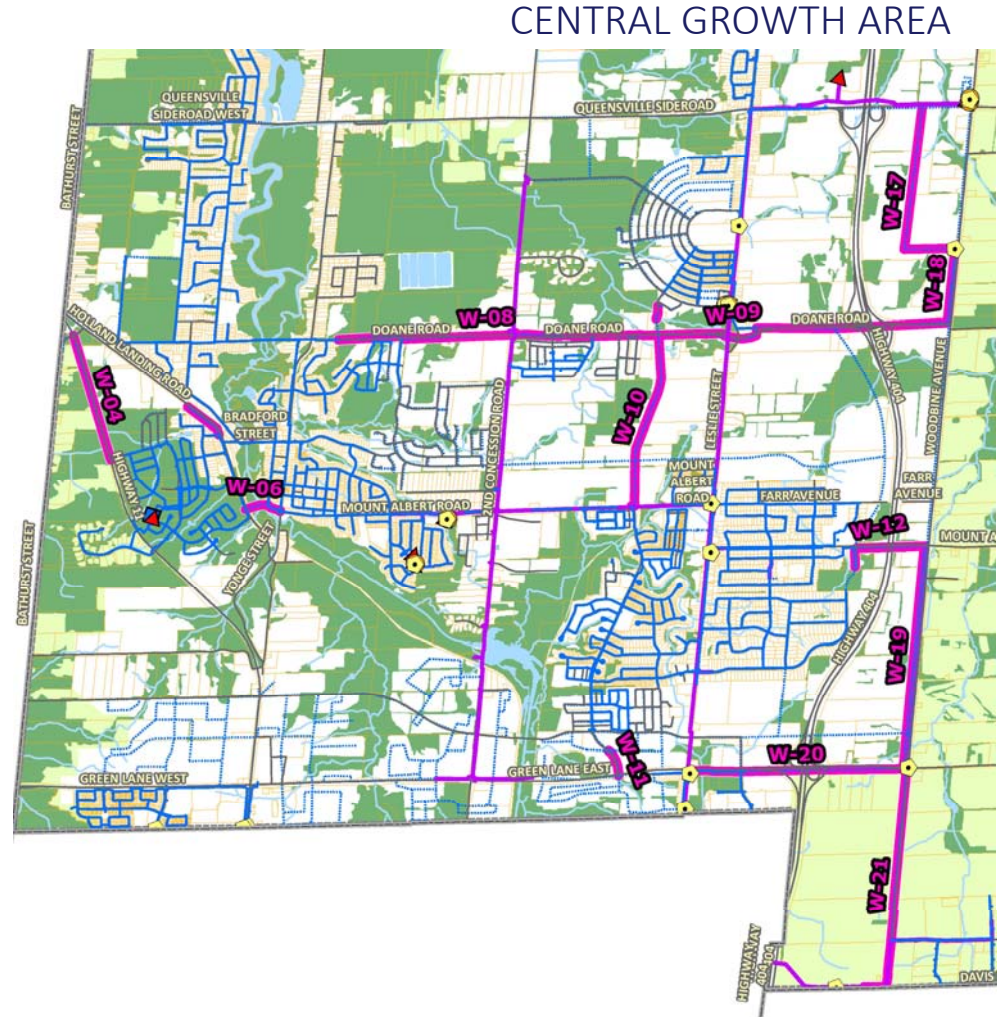 CENTRAL GROWTH AREA
QUEENSVILLE
SIDEROAD WEST
QUEENSVILLE SIDEROAD
BATHURST STREET
W-17
W-18
HOLLAND LANDING ROAD
DOANE ROAD
W-08
DOANE ROAD
W-09
DOANE ROAD
HIGHWAY 404
WOODBINE AVENUE
W-04
BRADFORD
STREET
W-10
LESLIE STREET
2ND CONCESSION ROAD
HIGHWAY 11
W-06
MOUNT ALBERT ROAD
MOUNT
ALBERT
ROAD
FARR AVENUE
FARR
AVENUE
W-12
MOUNT A
BATHURST STREET
YONGE STREET
HIGHWAY 404
W-19
W-11
W-20
GREEN LANE WEST
GREEN LANE EAST
W-21
HIGHWAY
404
DAVIS